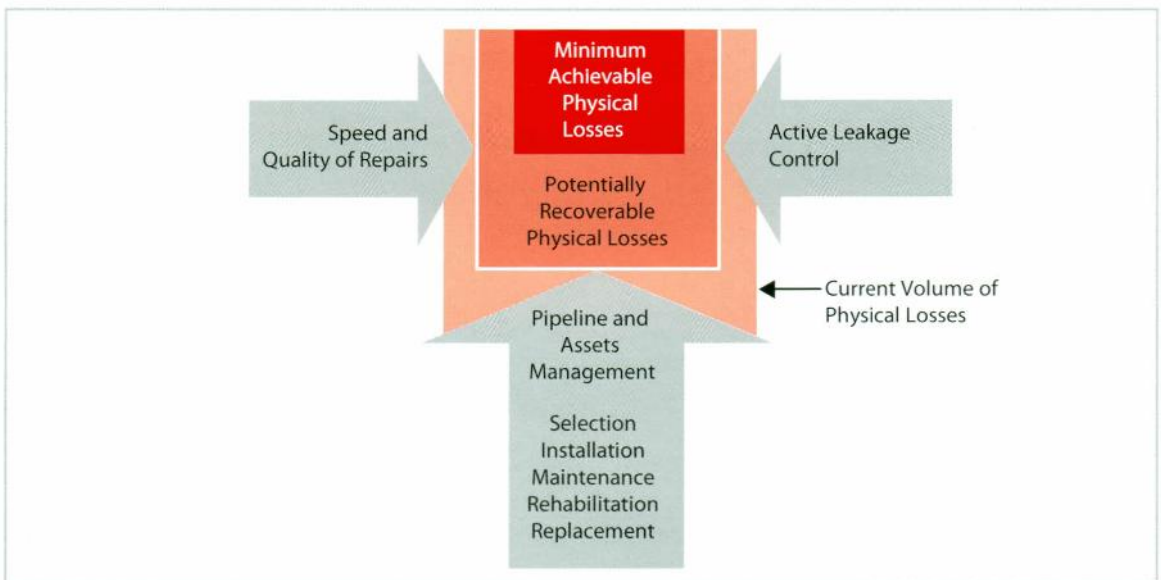 Minimum
Achievable
Physical
Losses
Speed and
Quality of Repairs
Active Leakage
Control
Potentially
Recoverable
Physical Losses
Current Volume of
Physical Losses
Pipeline and
Assets
Management
Selection
Installation
Maintenance
Rehabilitation
Replacement